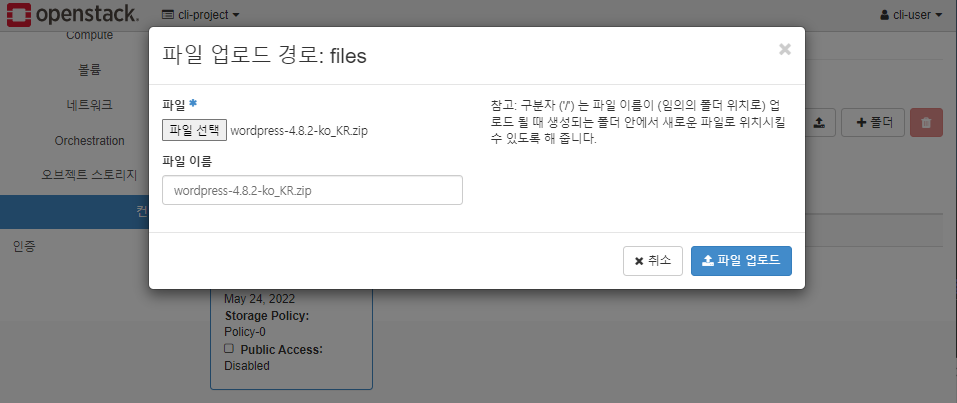 openstack. cli-project cli-user
Compute
볼륨
네트워크
Orchestration
오브젝트 스토리지
컨
인증
파일 업로드 경로: files
×
파일 *
파일 선택 wordpress-4.8.2-ko_KR.zip
파일 이름
wordpress-4.8.2-ko_KR.zip
참고: 구분자 ('/') 는 파일 이름이 (임의의 폴더 위치로) 업
로드 될 때 생성되는 폴더 안에서 새로운 파일로 위치시킬
수 있도록 해 줍니다.
취소 파일 업로드
+ 폴더
May 24, 2022
Storage Policy:
Policy-0
Public Access:
Disabled